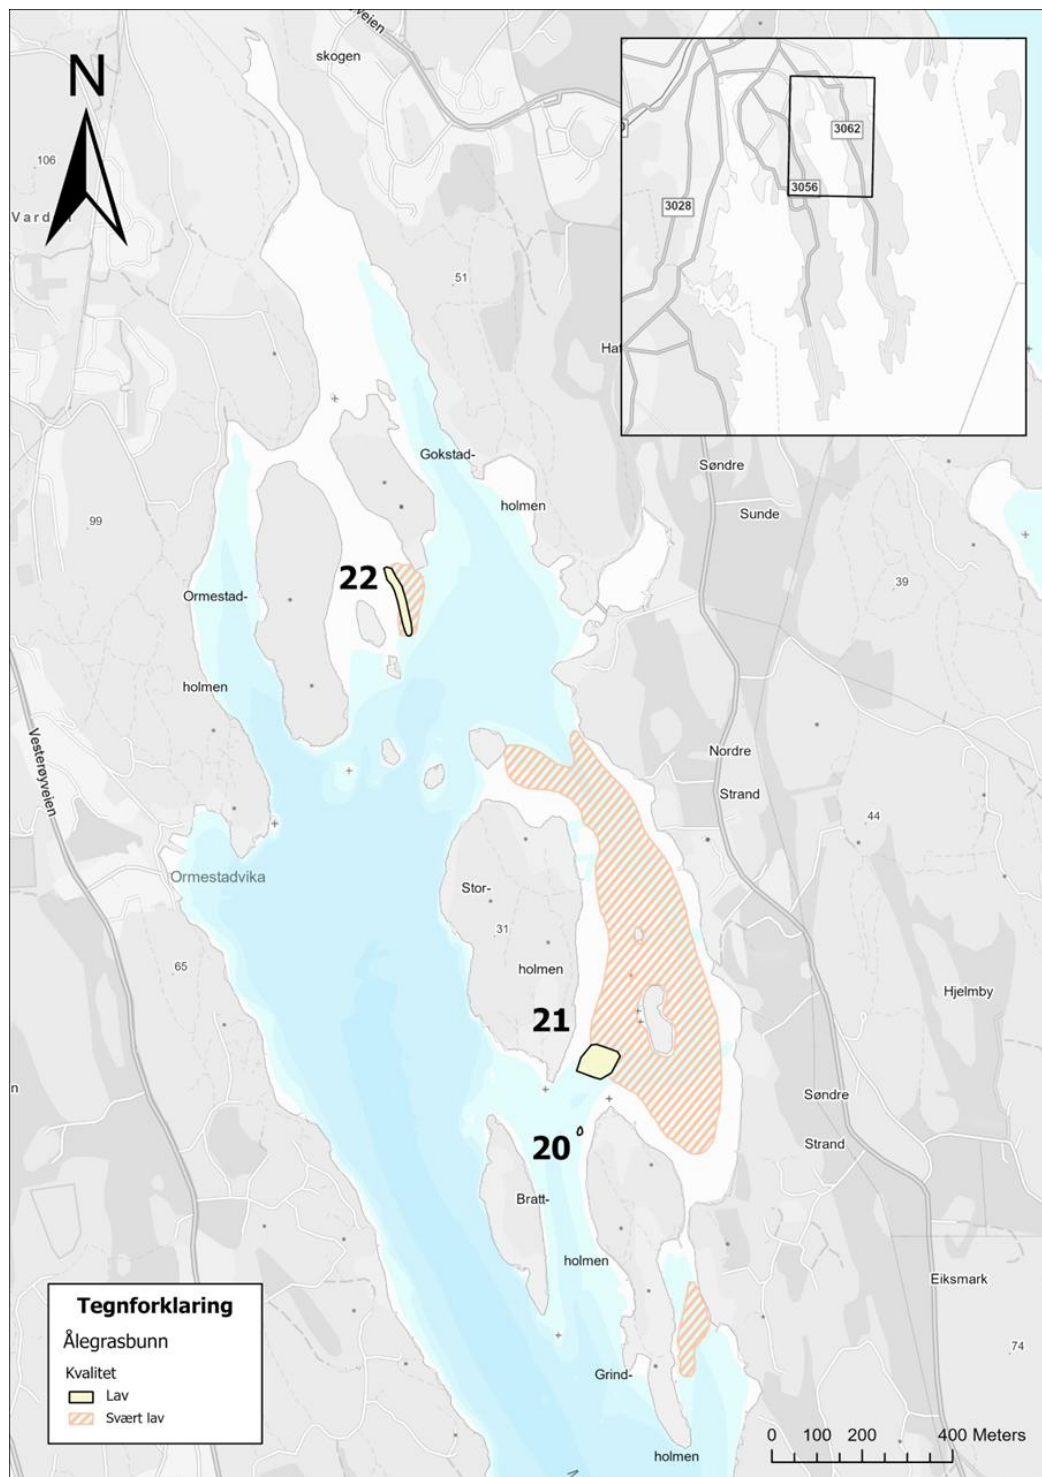 skogen
N
106
51
3062
3056
3028
Gokstad-
holmen
Søndre
Sunde
99
22
39
Ormestad-
holmen
Vesterøyveien
Nordre
Strand
44
Ormestadvika
Stor-
31
holmen
65
Hjelmby
21
Søndre
Strand
20
Bratt-
holmen
Eiksmark
74
Grind-
holmen
Tegnforklaring
Ålegrasbunn
Kvalitet
Lav
Svært lav
0 100 200 400 Meters